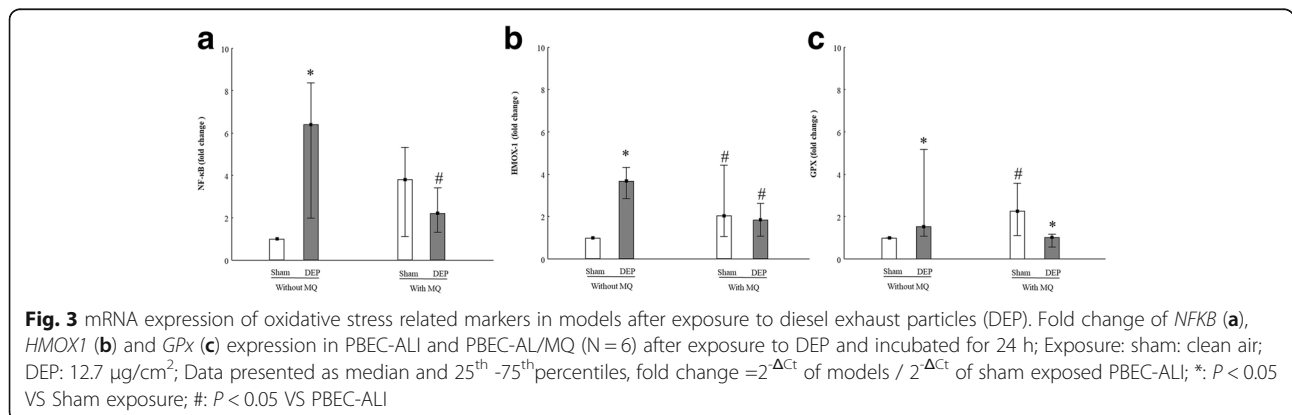 a
b
c
10
8
6
4
2
0
NF-κB (fold change )
*
#
Sham DEP Sham DEP
Without MQ With MQ
10
8
6
4
2
0
HMOX-1 (fold change )
*
#
#
Sham DEP Sham DEP
Without MQ With MQ
10
8
6
4
2
0
GPX (fold change )
*
#
*
Sham DEP Sham DEP
Without MQ With MQ
Fig. 3 mRNA expression of oxidative stress related markers in models after exposure to diesel exhaust particles (DEP). Fold change of NFKB (a),
HMOX1 (b) and GPx (c) expression in PBEC-ALI and PBEC-AL/MQ (N = 6) after exposure to DEP and incubated for 24 h; Exposure: sham: clean air;
DEP: 12.7 μg/cm²; Data presented as median and 25th -75thpercentiles, fold change =2-ΔCt of models / 2-ΔCt of sham exposed PBEC-ALI; *: P < 0.05
VS Sham exposure; #: P < 0.05 VS PBEC-ALI